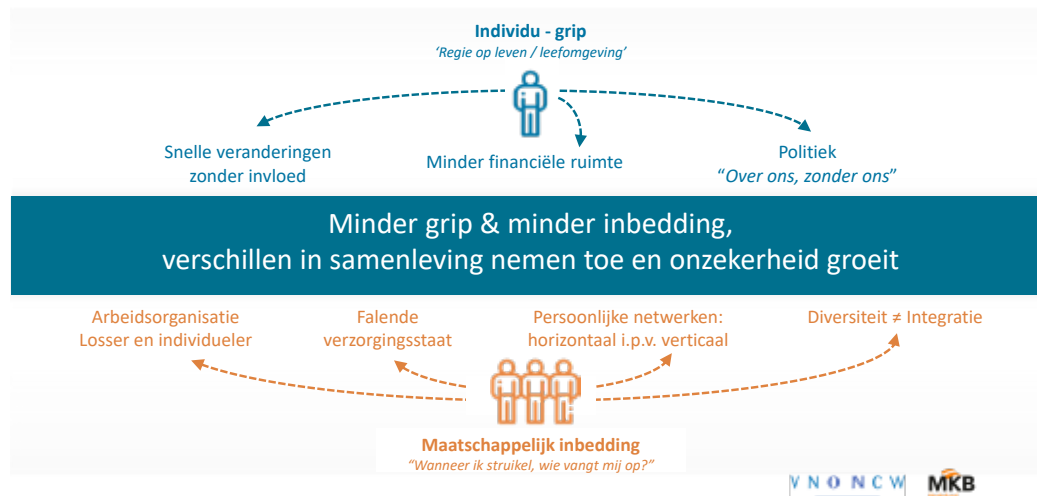 Individu - grip
‘Regie op leven / leefomgeving’
Snelle veranderingen
zonder invloed
Minder financiële ruimte
Politiek
“Over ons, zonder ons”
Minder grip & minder inbedding,
verschillen in samenleving nemen toe en onzekerheid groeit
Arbeidsorganisatie
Losser en individueler
Falende
verzorgingsstaat
Persoonlijke netwerken:
horizontaal i.p.v. verticaal
Diversiteit ≠ Integratie
Maatschappelijk inbedding
“Wanneer ik struikel, wie vangt mij op?”
VNO NCW
MKB